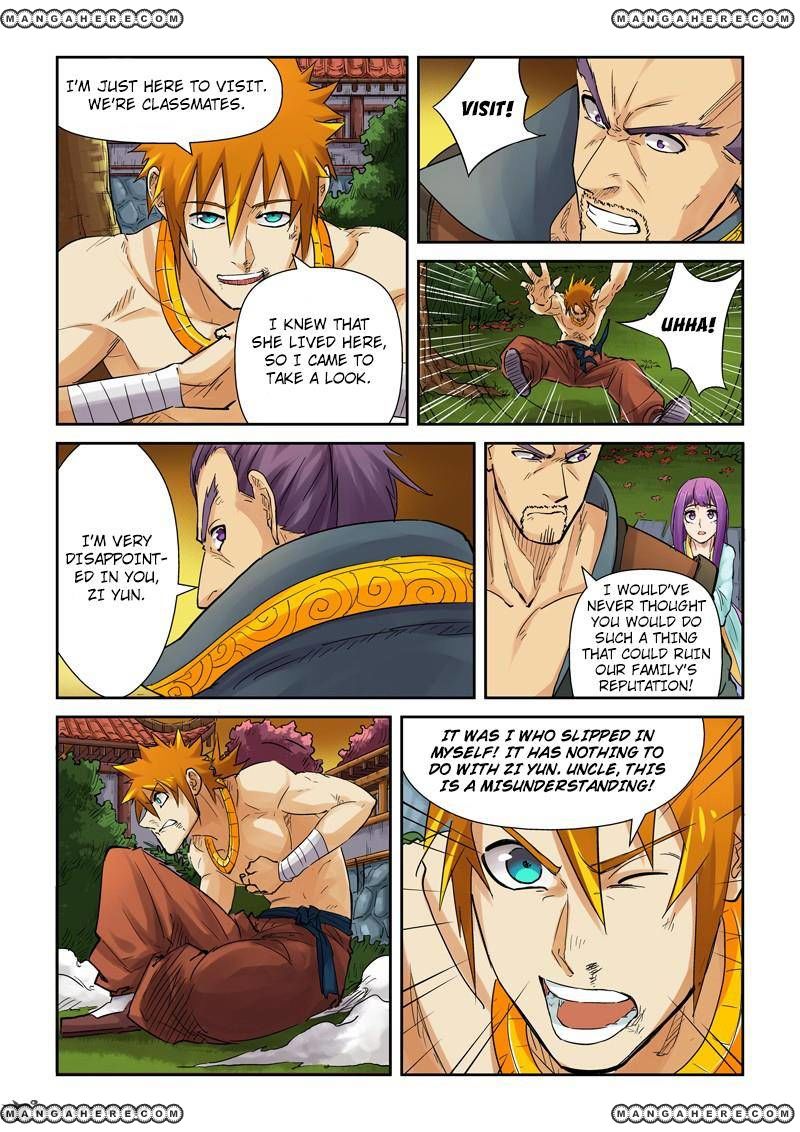 MANGAHERE.COM
MANGAHERE.COM
I'M JUST HERE TO VISIT.
WE'RE CLASSMATES.
I KNEW THAT
SHE LIVED HERE,
SO I CAME TO
TAKE A LOOK.
VISIT!
UHHA!
I'M VERY
DISAPPOINT-
ED IN YOU,
ZI YUN.
I WOULD'VE
NEVER THOUGHT
YOU WOULD DO
SUCH A THING
THAT COULD RUIN
OUR FAMILY'S
REPUTATION!
IT WAS I WHO SLIPPED IN
MYSELF! IT HAS NOTHING TO
DO WITH ZI YUN. UNCLE, THIS
IS A MISUNDERSTANDING!
MANGAHERE.COM
MANGAHERE.COM